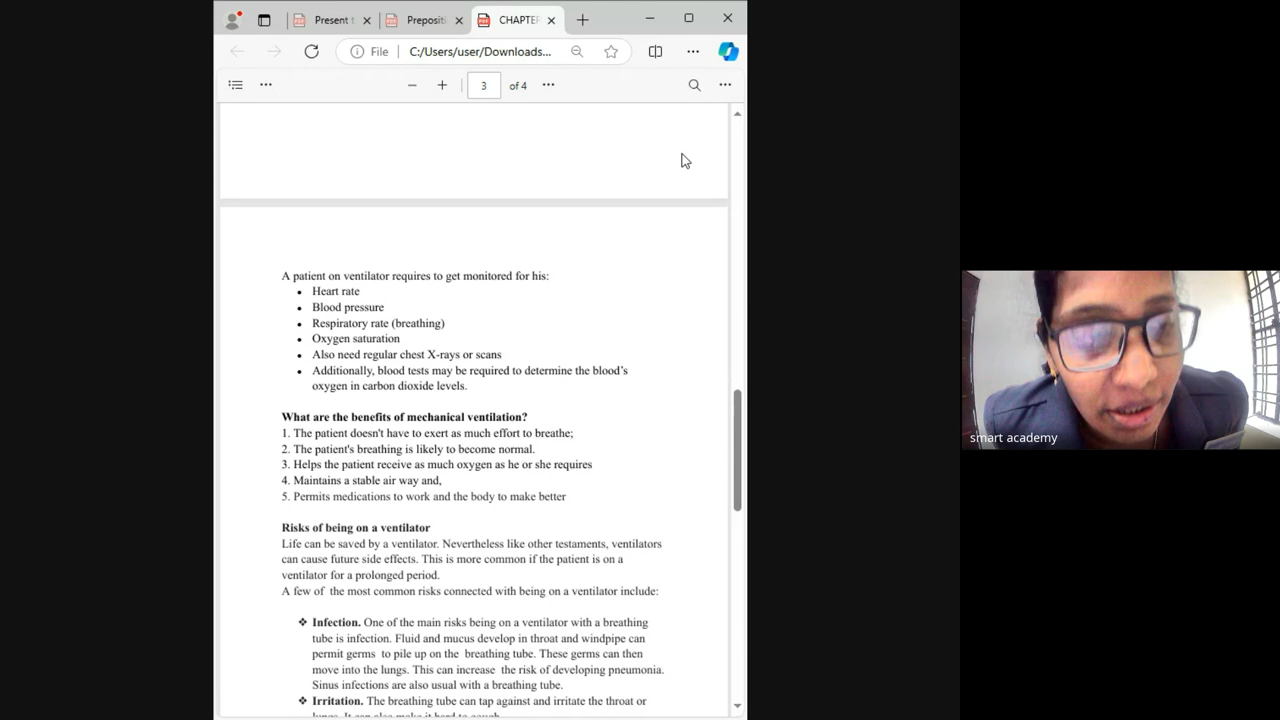 Present
Prepositi
CHAPTER
File
C:/Users/user/Downloads...
3
of 4
A patient on ventilator requires to get monitored for his:
• Heart rate
• Blood pressure
• Respiratory rate (breathing)
• Oxygen saturation
• Also need regular chest X-rays or scans
• Additionally, blood tests may be required to determine the blood’s
oxygen in carbon dioxide levels.
What are the benefits of mechanical ventilation?
1. The patient doesn't have to exert as much effort to breathe;
2. The patient's breathing is likely to become normal.
3. Helps the patient receive as much oxygen as he or she requires
4. Maintains a stable air way and,
5. Permits medications to work and the body to make better
Risks of being on a ventilator
Life can be saved by a ventilator. Nevertheless like other testaments, ventilators
can cause future side effects. This is more common if the patient is on a
ventilator for a prolonged period.
A few of the most common risks connected with being on a ventilator include:
❖ Infection. One of the main risks being on a ventilator with a breathing
tube is infection. Fluid and mucus develop in throat and windpipe can
permit germs to pile up on the breathing tube. These germs can then
move into the lungs. This can increase the risk of developing pneumonia.
Sinus infections are also usual with a breathing tube.
❖ Irritation. The breathing tube can tap against and irritate the throat or
lungs. It can also make it hard to cough.
smart academy